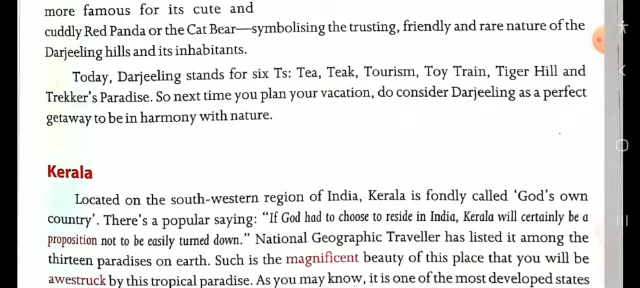 more famous for its cute and
cuddly Red Panda or the Cat Bear—symbolising the trusting, friendly and rare nature of the
Darjeeling hills and its inhabitants.
Today, Darjeeling stands for six Ts: Tea, Teak, Tourism, Toy Train, Tiger Hill and
Trekker's Paradise. So next time you plan your vacation, do consider Darjeeling as a perfect
getaway to be in harmony with nature.
Kerala
Located on the south-western region of India, Kerala is fondly called 'God's own
country'. There's a popular saying: "If God had to choose to reside in India, Kerala will certainly be a
proposition not to be easily turned down." National Geographic Traveller has listed it among the
thirteen paradises on earth. Such is the magnificent beauty of this place that you will be
awestruck by this tropical paradise. As you may know, it is one of the most developed states